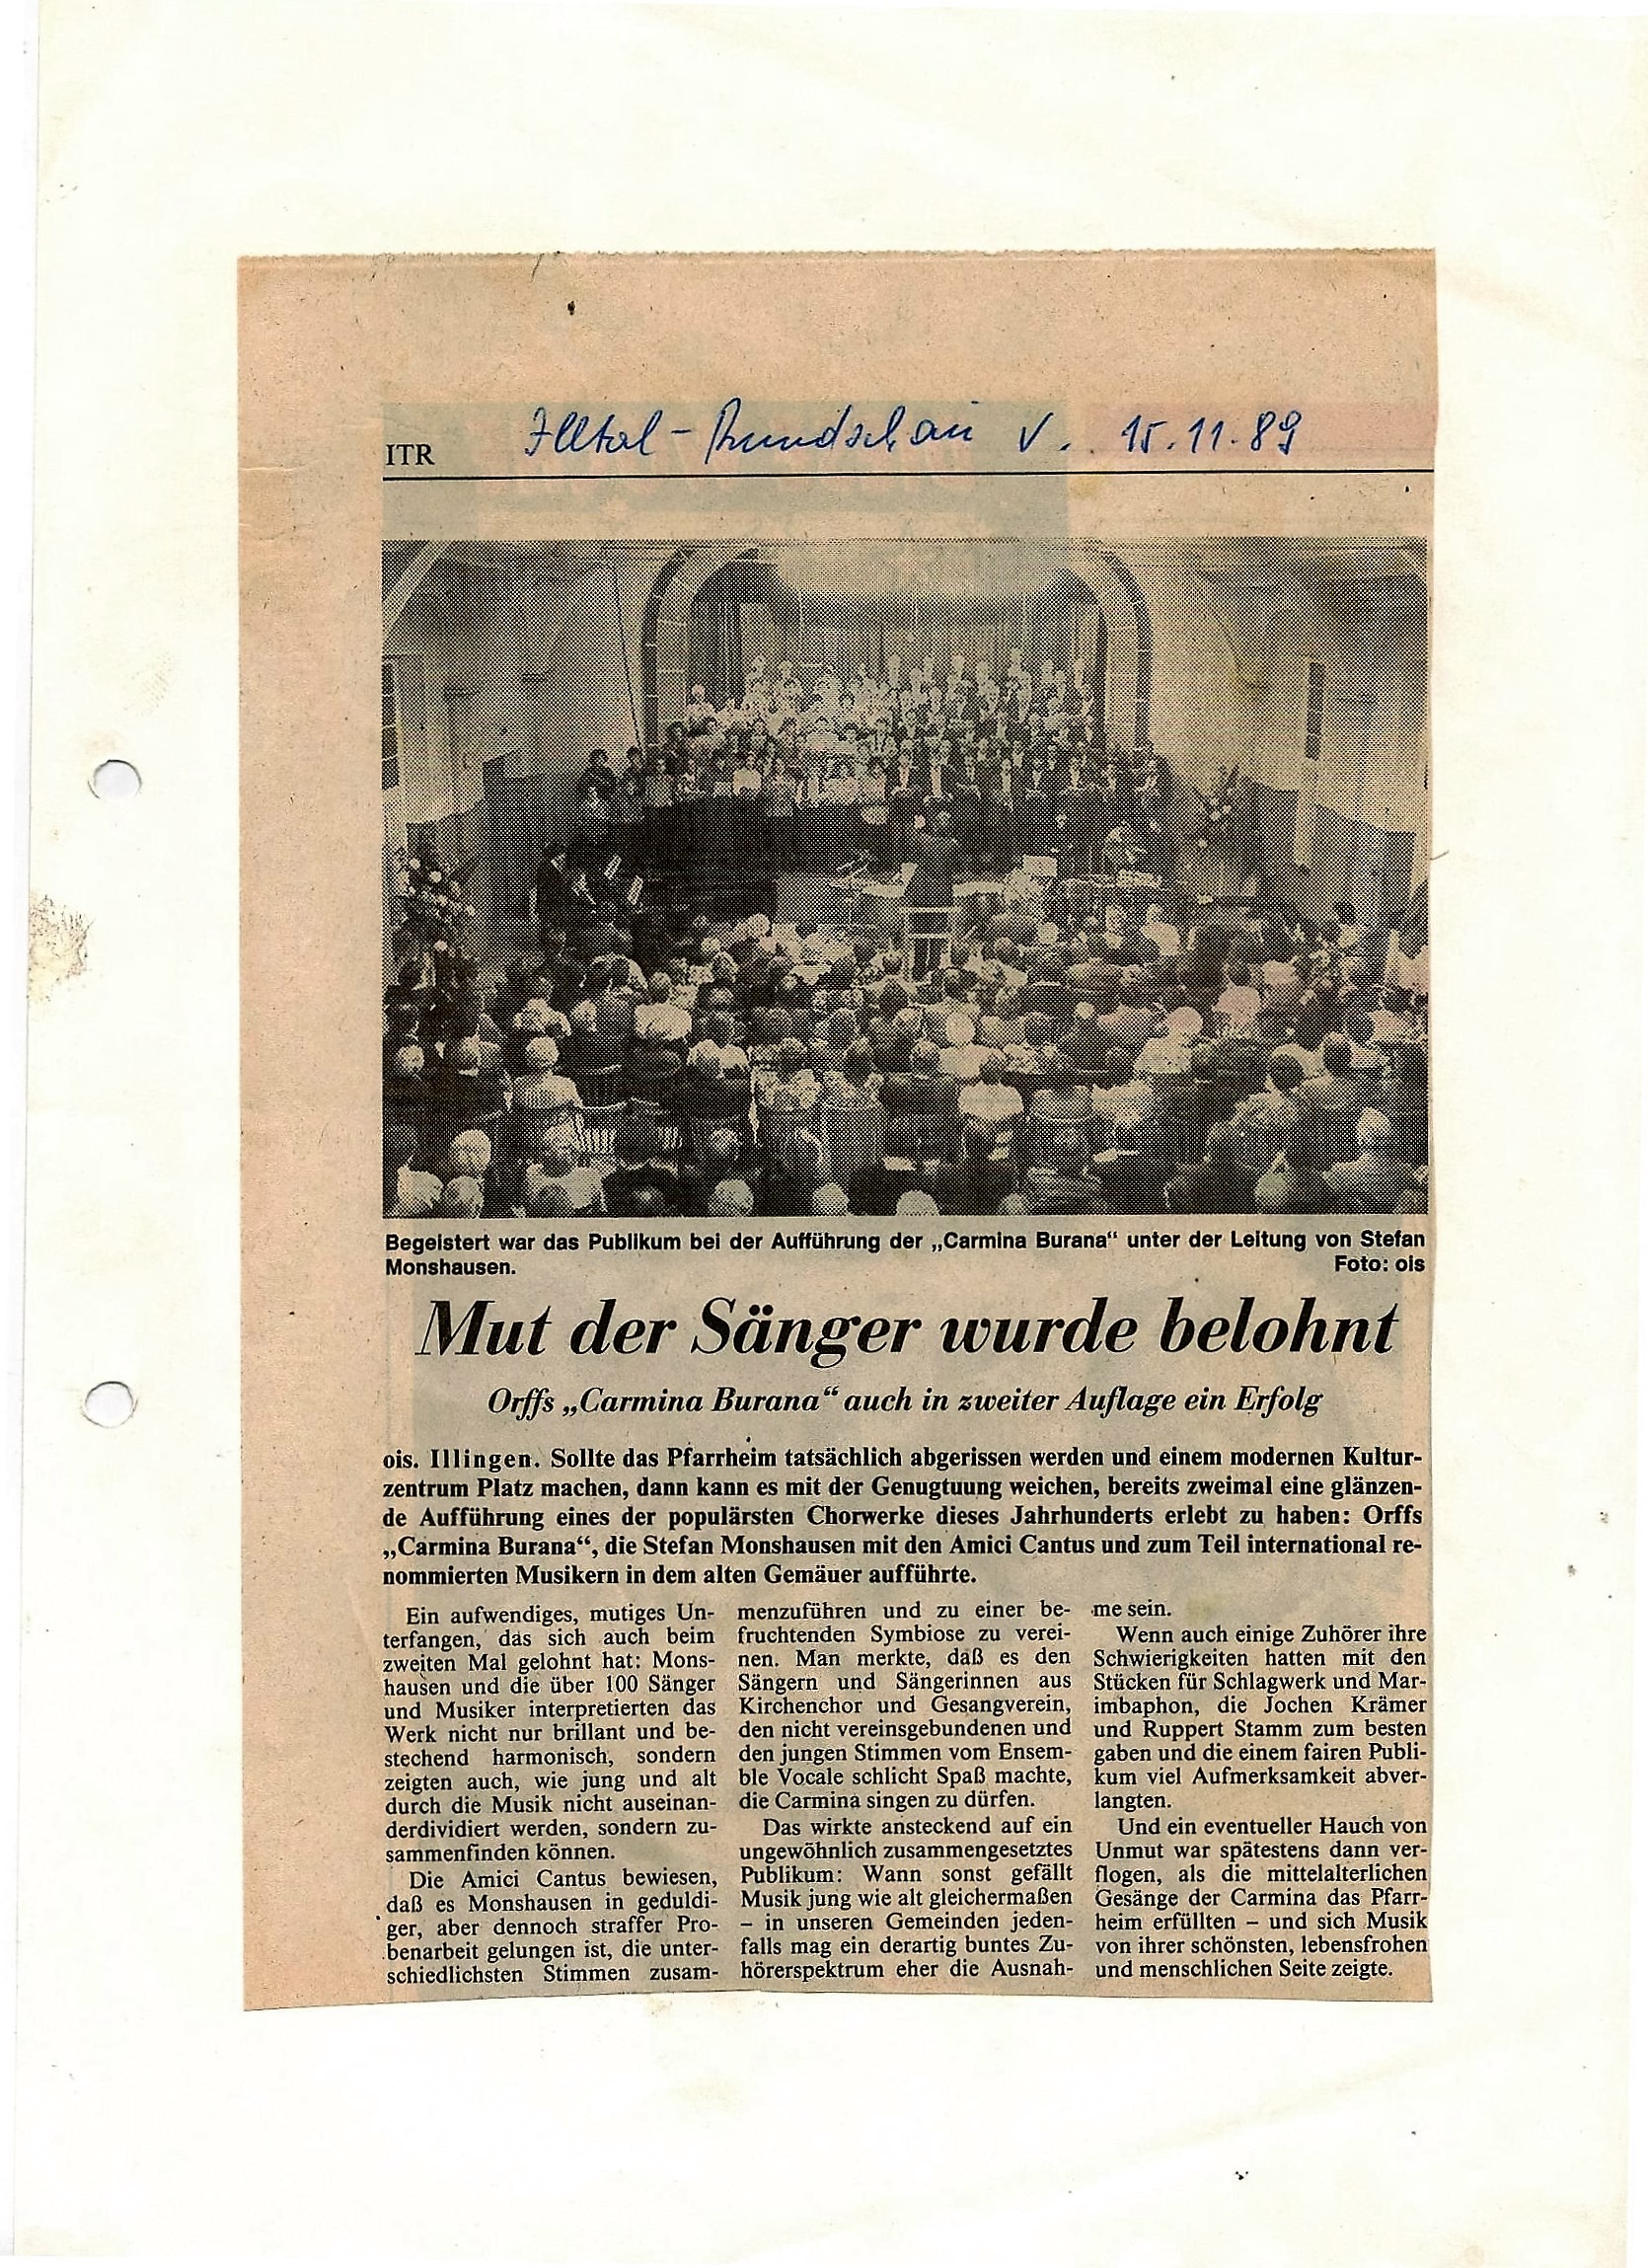 ITR
Illtal-Rundschau v. 15.11.89
Begeistert war das Publikum bei der Aufführung der „Carmina Burana“ unter der Leitung von Stefan
Monshausen. Foto: ois
Mut der Sänger wurde belohnt
Orffs „Carmina Burana“ auch in zweiter Auflage ein Erfolg
ois. Illingen. Sollte das Pfarrheim tatsächlich abgerissen werden und einem modernen Kultur-
zentrum Platz machen, dann kann es mit der Genugtuung weichen, bereits zweimal eine glänzen-
de Aufführung eines der populärsten Chorwerke dieses Jahrhunderts erlebt zu haben: Orffs
„Carmina Burana“, die Stefan Monshausen mit den Amici Cantus und zum Teil international re-
nommierten Musikern in dem alten Gemäuer aufführte.
Ein aufwendiges, mutiges Un-
terfangen, das sich auch beim
zweiten Mal gelohnt hat: Mons-
hausen und die über 100 Sänger
und Musiker interpretierten das
Werk nicht nur brillant und be-
stechend harmonisch, sondern
zeigten auch, wie jung und alt
durch die Musik nicht auseinan-
derdividiert werden, sondern zu-
sammenfinden können.
Die Amici Cantus bewiesen,
daß es Monshausen in geduldi-
ger, aber dennoch straffer Pro-
benarbeit gelungen ist, die unter-
schiedlichsten Stimmen zusam-
menzuführen und zu einer be-
fruchtenden Symbiose zu verei-
nen. Man merkte, daß es den
Sängern und Sängerinnen aus
Kirchenchor und Gesangverein,
den nicht vereinsgebundenen und
den jungen Stimmen vom Ensem-
ble Vocale schlicht Spaß machte,
die Carmina singen zu dürfen.
Das wirkte ansteckend auf ein
ungewöhnlich zusammengesetztes
Publikum: Wann sonst gefällt
Musik jung wie alt gleichermaßen
– in unseren Gemeinden jeden-
falls mag ein derartig buntes Zu-
hörerspektrum eher die Ausnah-
me sein.
Wenn auch einige Zuhörer ihre
Schwierigkeiten hatten mit den
Stücken für Schlagwerk und Mar-
imbaphon, die Jochen Krämer
und Ruppert Stamm zum besten
gaben und die einem fairen Publi-
kum viel Aufmerksamkeit abver-
langten.
Und ein eventueller Hauch von
Unmut war spätestens dann ver-
flogen, als die mittelalterlichen
Gesänge der Carmina das Pfarr-
heim erfüllten – und sich Musik
von ihrer schönsten, lebensfrohen
und menschlichen Seite zeigte.